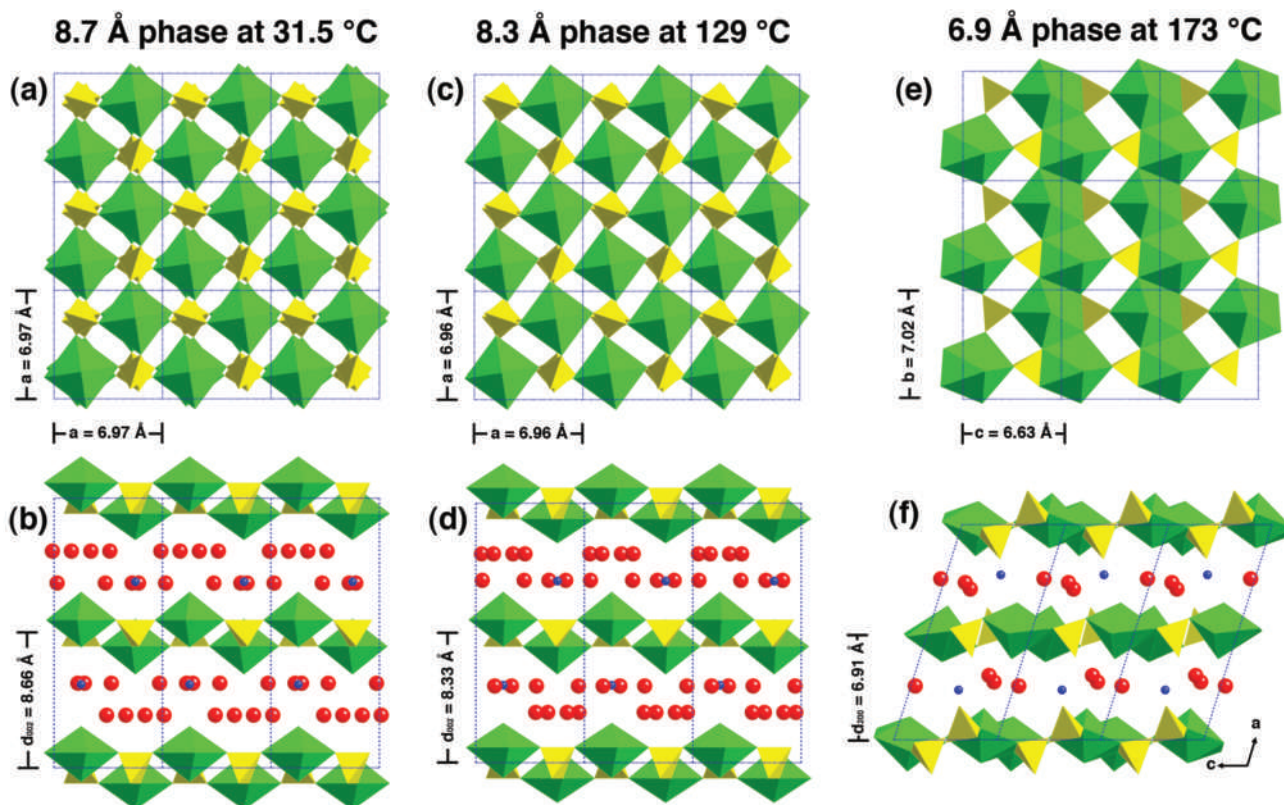 8.7 Å phase at 31.5 °C
8.3 Å phase at 129 °C
6.9 Å phase at 173 °C
(a)
a = 6.97 Å
a = 6.97 Å
(c)
a = 6.96 Å
a = 6.96 Å
(e)
b = 7.02 Å
c = 6.63 Å
(b)
d₀₀₂ = 8.66 Å
(d)
d₀₀₂ = 8.33 Å
(f)
d₂₀₀ = 6.91 Å
a
c